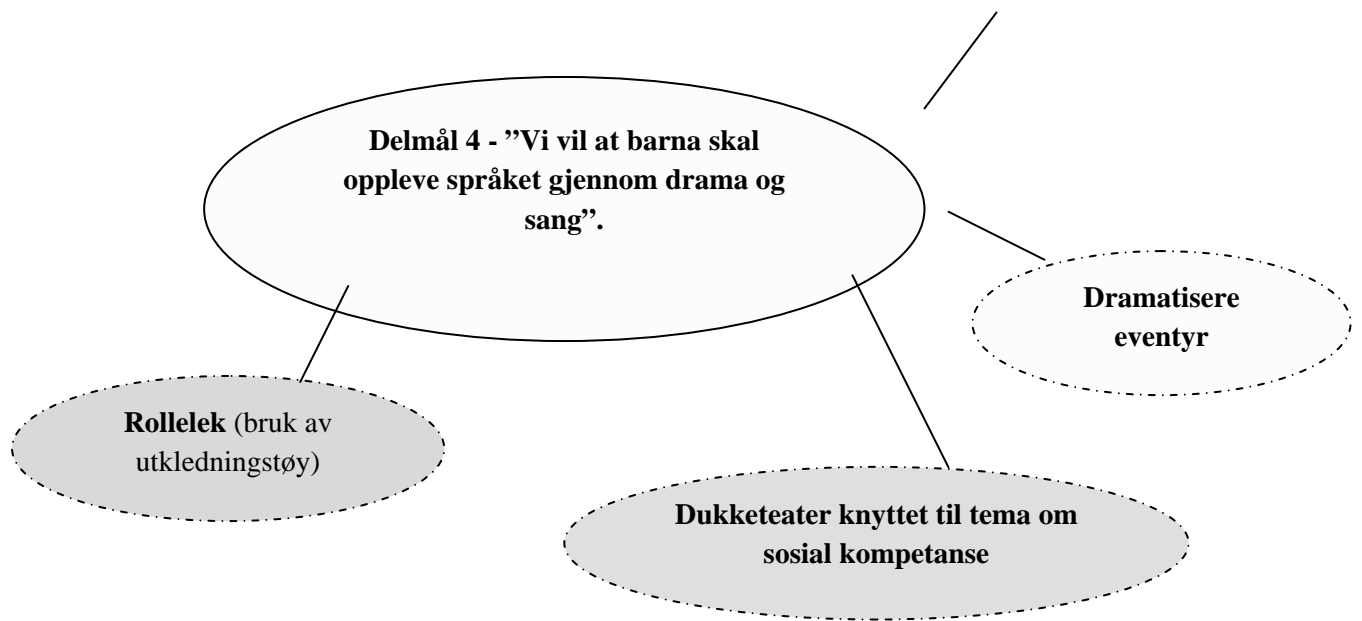 Delmål 4 - ”Vi vil at barna skal
oppleve språket gjennom drama og
sang”.
Dramatisere
eventyr
Rollelek (bruk av
utkledningstøy)
Dukketeater knyttet til tema om
sosial kompetanse